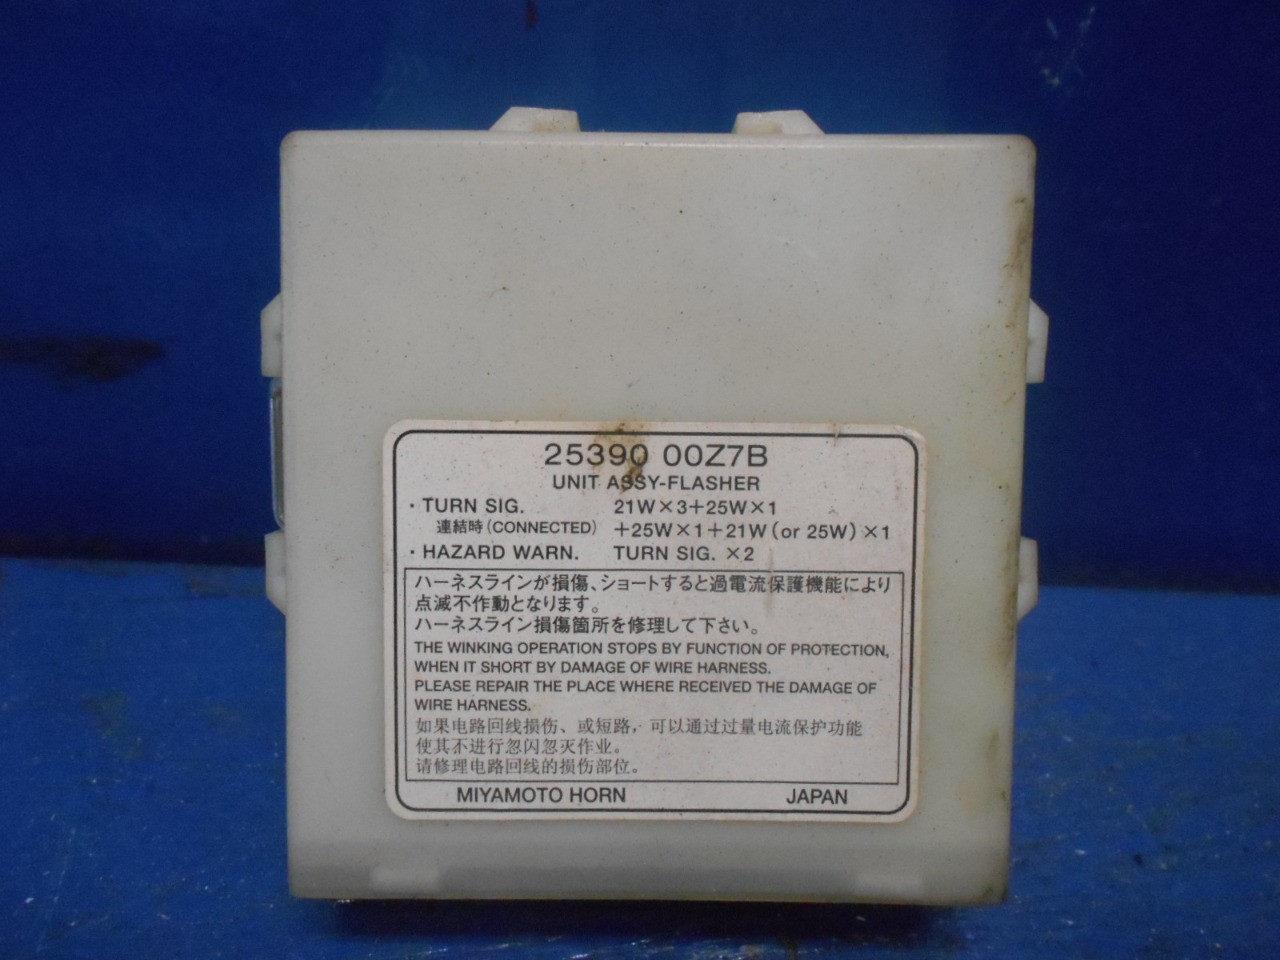 25390 00Z7B
UNIT ASSY-FLASHER
・TURN SIG. 21W×3+25W×1
連結時(CONNECTED) +25W×1+21W(or 25W)×1
・HAZARD WARN. TURN SIG. ×2
ハーネスラインが損傷、ショートすると過電流保護機能により
点滅不作動となります。
ハーネスライン損傷箇所を修理して下さい。
THE WINKING OPERATION STOPS BY FUNCTION OF PROTECTION,
WHEN IT SHORT BY DAMAGE OF WIRE HARNESS.
PLEASE REPAIR THE PLACE WHERE RECEIVED THE DAMAGE OF
WIRE HARNESS.
如果电路回线损伤、或短路，可以通过过量电流保护功能
使其不进行忽闪忽灭作业。
请修理电路回线的损伤部位。
MIYAMOTO HORN JAPAN